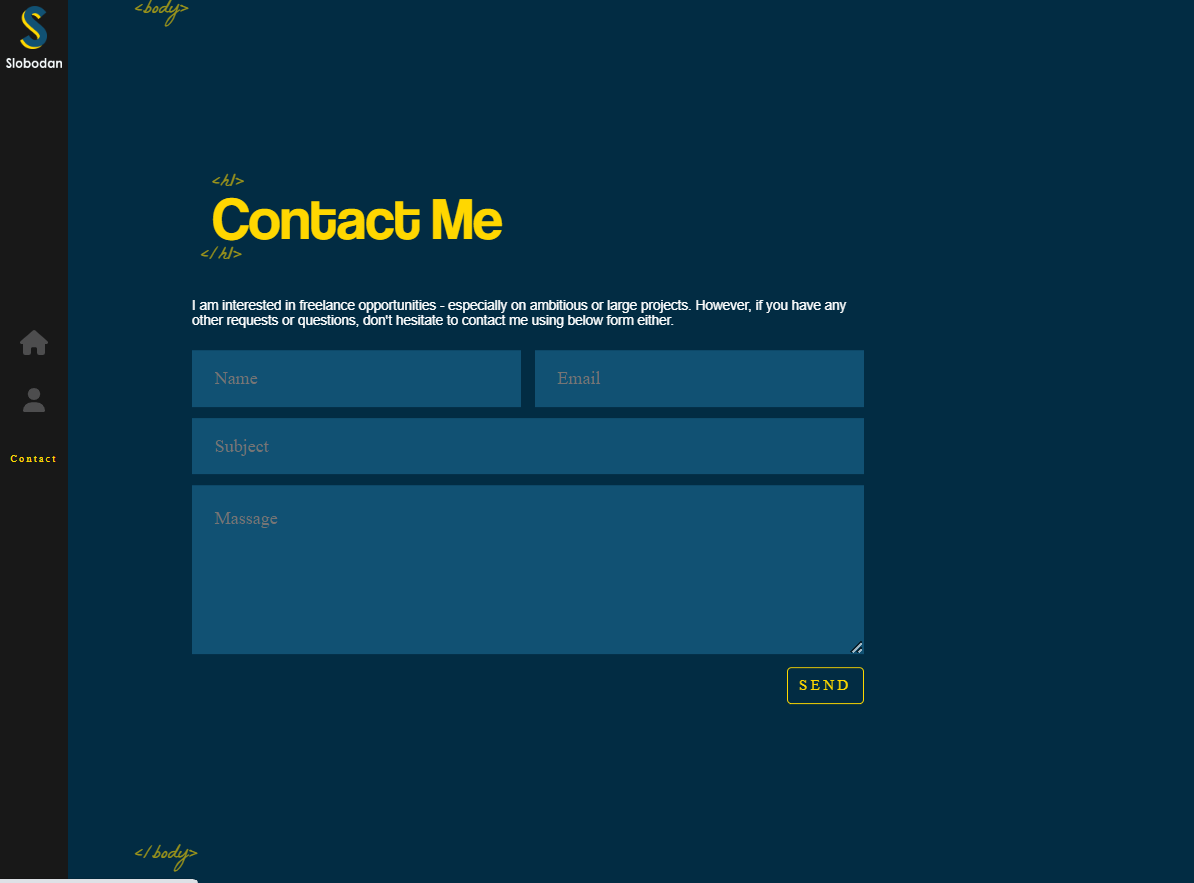 <body>
Slobodan
<h1>
Contact Me
</h1>
I am interested in freelance opportunities - especially on ambitious or large projects. However, if you have any
other requests or questions, don't hesitate to contact me using below form either.
Name
Email
Subject
Contact
Massage
SEND
</body>